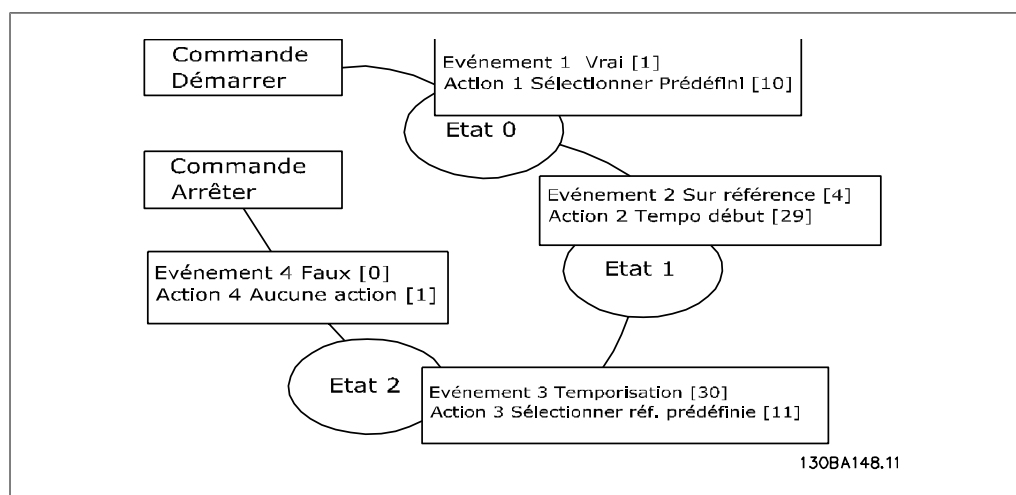 Commande
Démarrer
Evénement 1 Vrai [1]
Action 1 Sélectionner Prédéfini [10]
Etat 0
Commande
Arrêter
Evénement 2 Sur référence [4]
Action 2 Tempo début [29]
Etat 1
Evénement 4 Faux [0]
Action 4 Aucune action [1]
Etat 2
Evénement 3 Temporisation [30]
Action 3 Sélectionner réf. prédéfinie [11]
130BA148.11